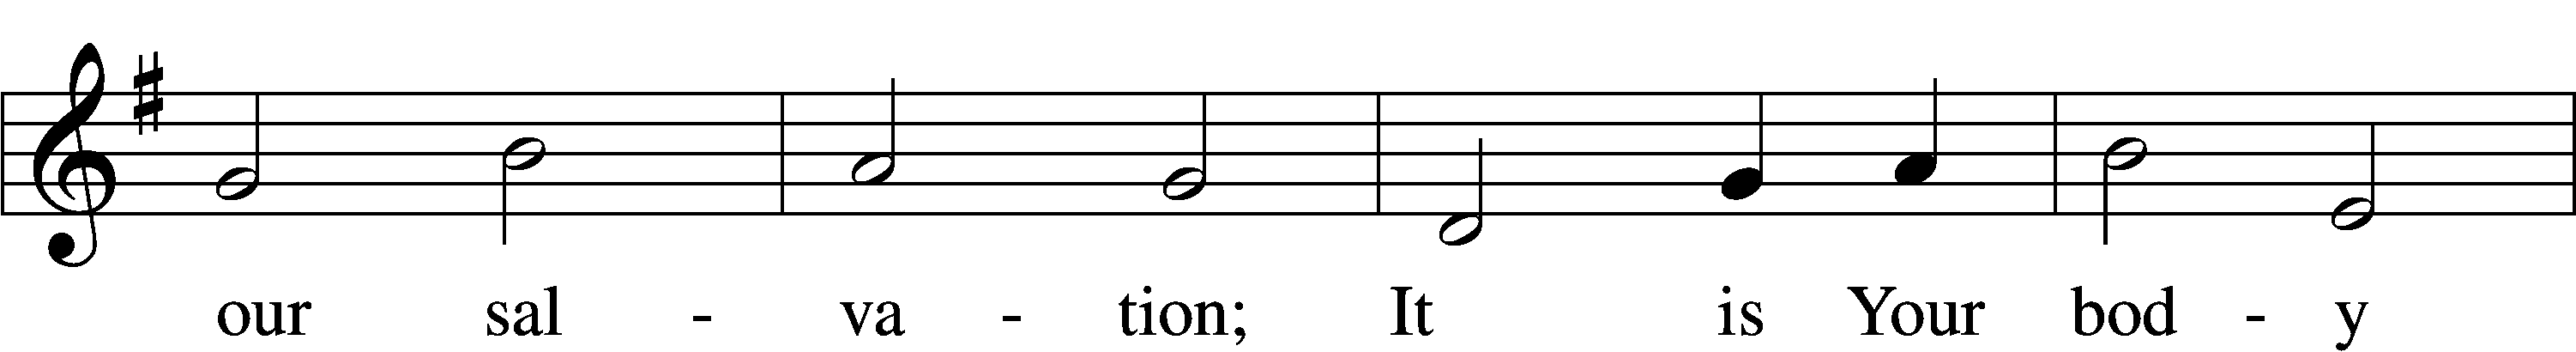 our sal - va - tion; It is Your bod - y